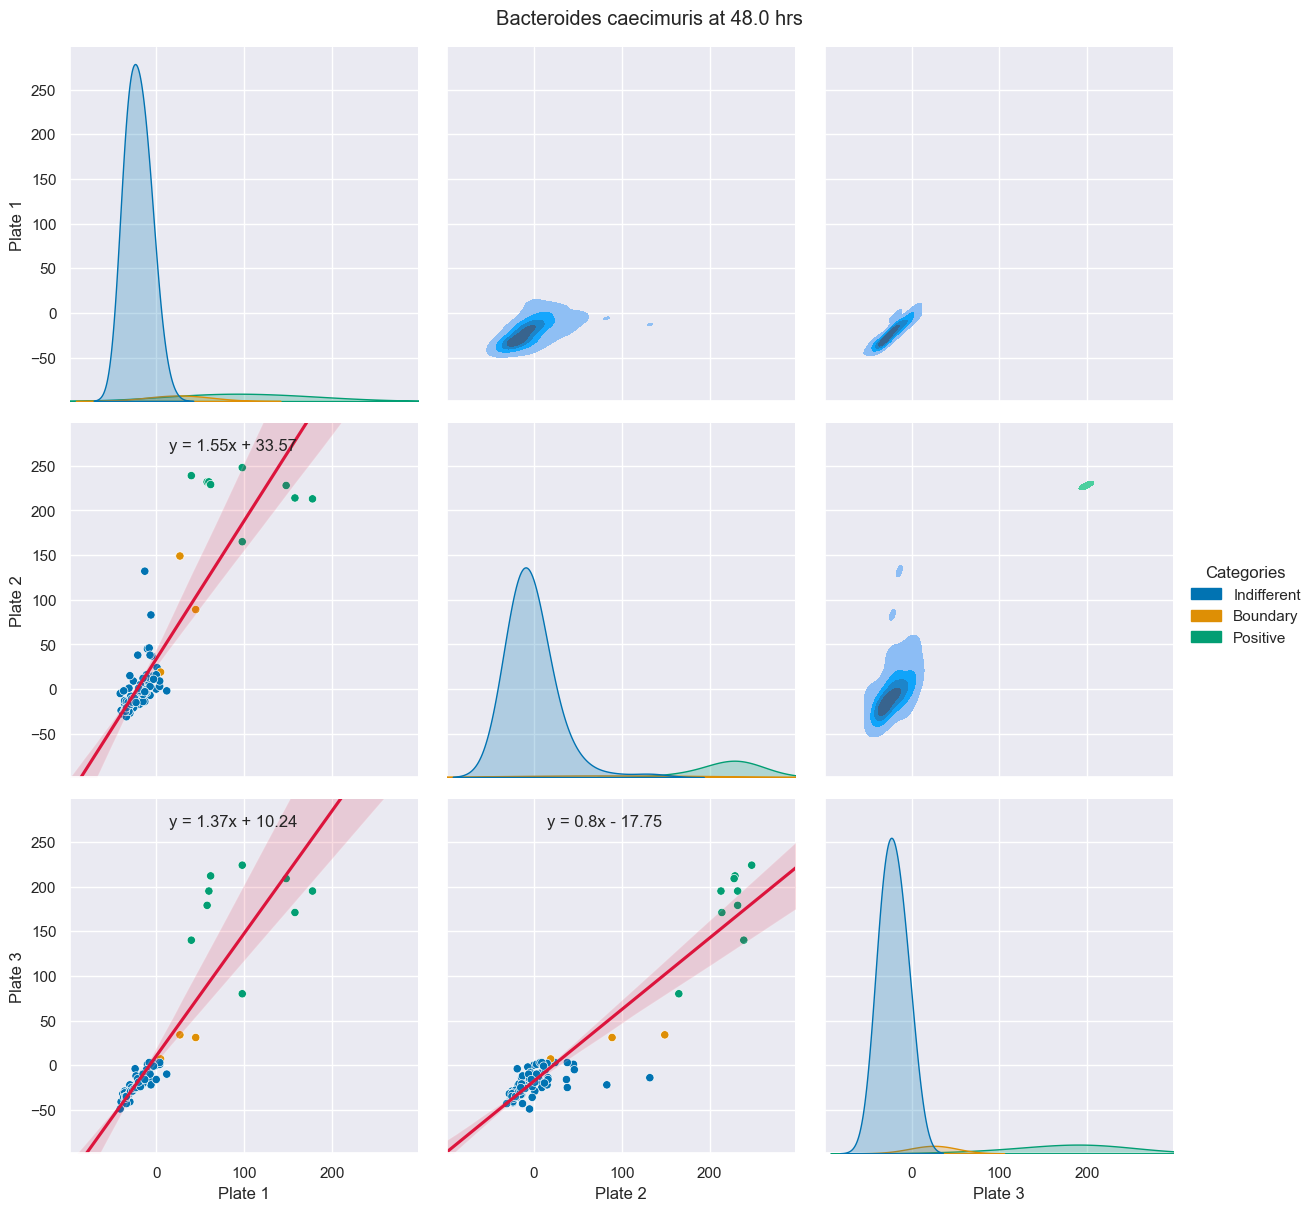 Bacteroides caecimuris at 48.0 hrs
250
200
150
100
50
0
−50
Plate 1
y = 1.55x + 33.57
250
200
150
100
50
0
−50
Plate 2
Categories
Indifferent
Boundary
Positive
y = 1.37x + 10.24
y = 0.8x - 17.75
250
200
150
100
50
0
−50
Plate 3
0 100 200
0 100 200
0 100 200
Plate 1
Plate 2
Plate 3